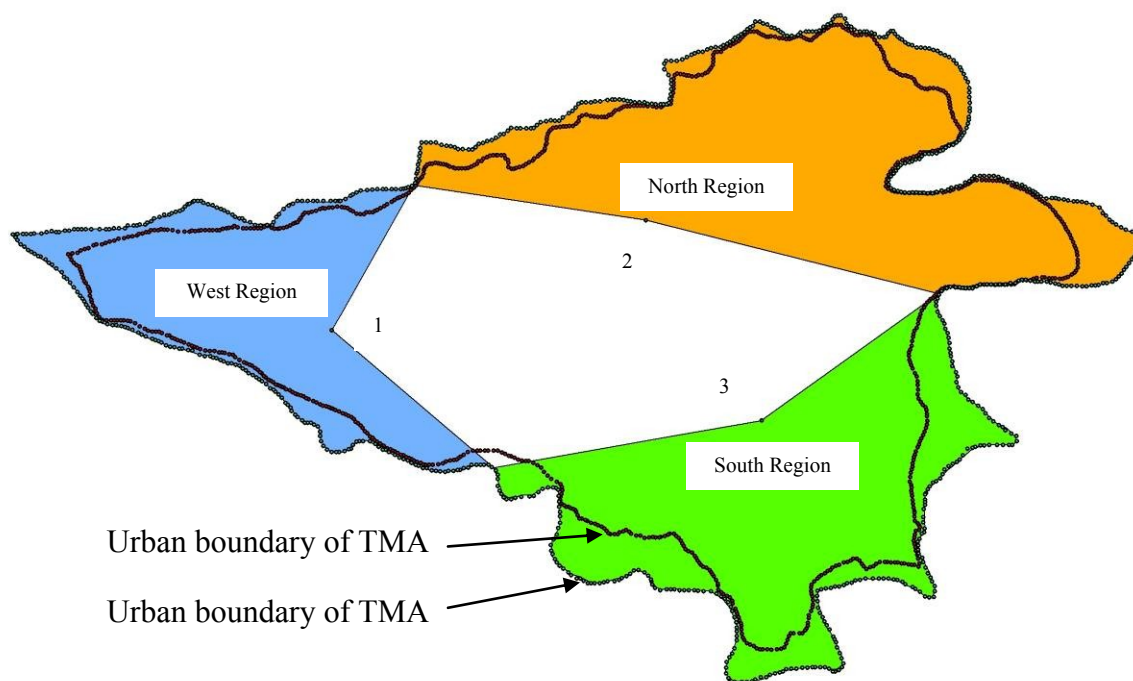 North Region
2
West Region
1
3
South Region
Urban boundary of TMA
Urban boundary of TMA